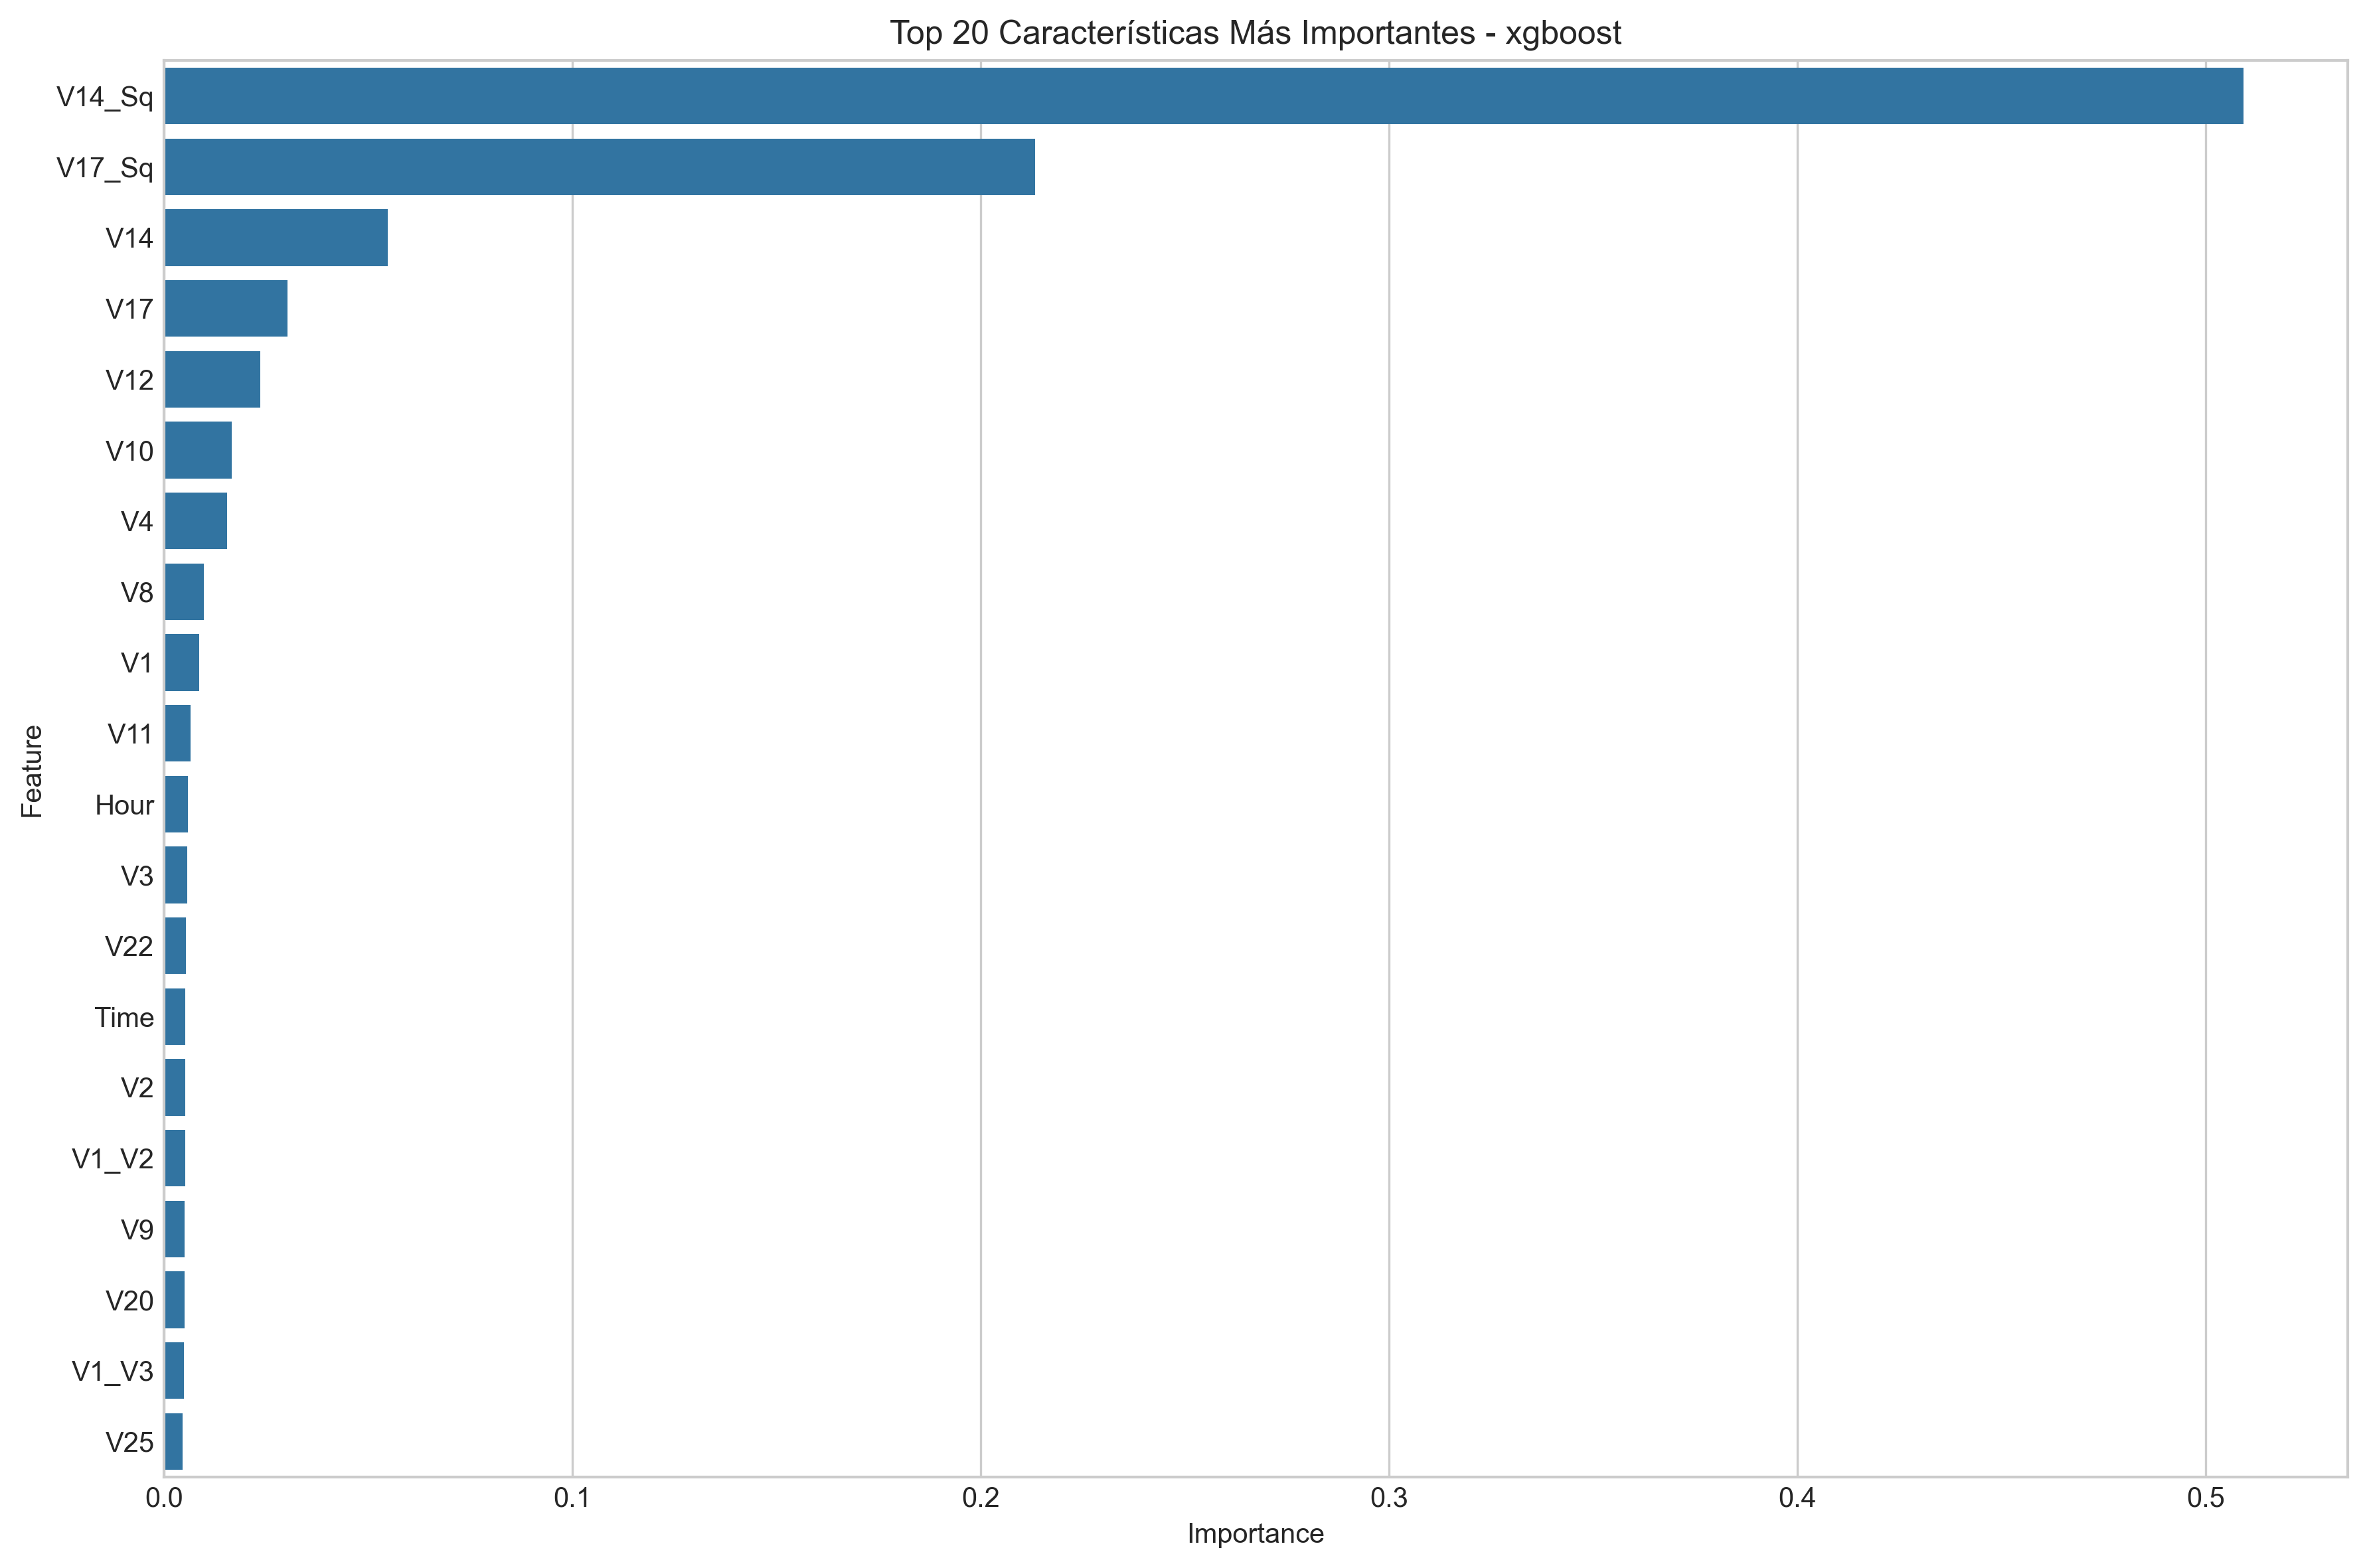 Top 20 Características Más Importantes - xgboost
V14_Sq
V17_Sq
V14
V17
V12
V10
V4
V8
V1
V11
Hour
V3
V22
Time
V2
V1_V2
V9
V20
V1_V3
V25
Feature
0.0 0.1 0.2 0.3 0.4 0.5
Importance